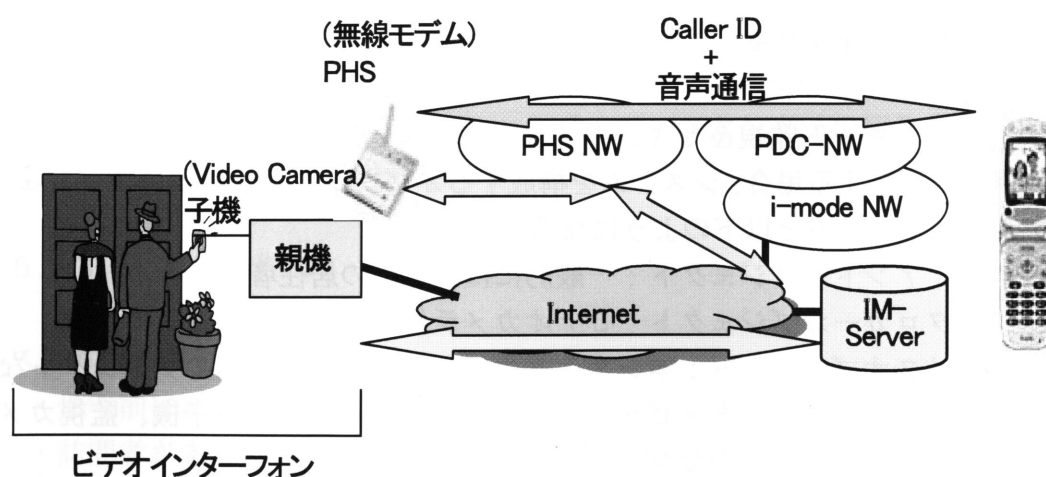 (無線モデム)
PHS
Caller ID
+
音声通信
PHS NW
PDC-NW
i-mode NW
(Video Camera)
子機
親機
Internet
IM-
Server
ビデオインターフォン